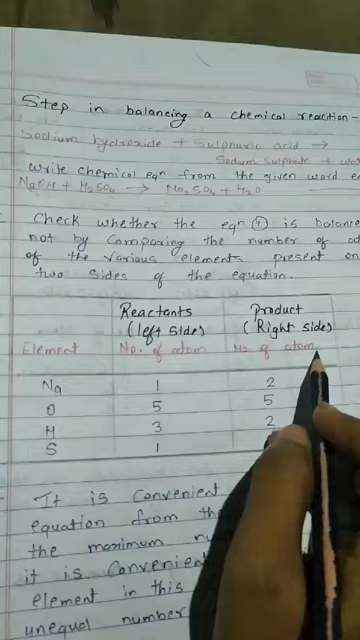 Step in balancing a chemical reaction-
Sodium hydroxide + Sulphuric acid →
Sodium sulphate +
write chemical eqn from the given word
NaOH + H2SO4 → Na2SO4 + H2O
Check whether the eqn ① is
not by comparing the number of
of the various elements present on
two sides of the equation.
Reactants Product
(left side) (Right side)
Element No. of atom No of atom
Na 1 2
O 5 5
H 3 2
S 1
It is convenient
equation from the
the maximum
it is convenient
element in this
unequal number